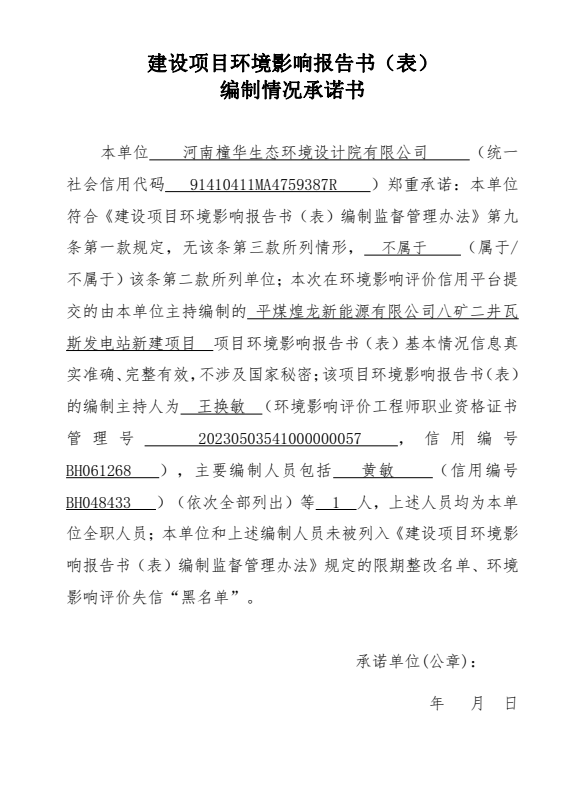 建设项目环境影响报告书（表）
编制情况承诺书
本单位 河南橦华生态环境设计院有限公司 （统一
社会信用代码 91410411MA4759387R ）郑重承诺：本单位
符合《建设项目环境影响报告书（表）编制监督管理办法》第九
条第一款规定，无该条第三款所列情形， 不属于 （属于/
不属于）该条第二款所列单位；本次在环境影响评价信用平台提
交的由本单位主持编制的 平煤煌龙新能源有限公司八矿二井瓦
斯发电站新建项目 项目环境影响报告书（表）基本情况信息真
实准确、完整有效，不涉及国家秘密；该项目环境影响报告书（表）
的编制主持人为 王换敏 （环境影响评价工程师职业资格证书
管理号 20230503541000000057 ，信用编号
BH061268 ），主要编制人员包括 黄敏 （信用编号
BH048433 ）（依次全部列出）等 1 人，上述人员均为本单
位全职人员；本单位和上述编制人员未被列入《建设项目环境影
响报告书（表）编制监督管理办法》规定的限期整改名单、环境
影响评价失信“黑名单”。
承诺单位(公章)：
年 月 日